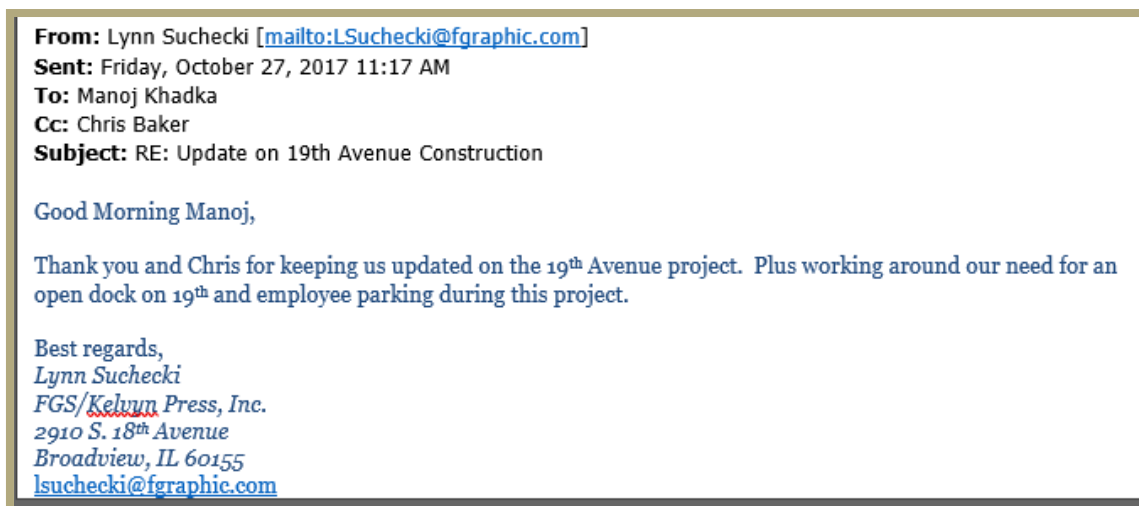 From: Lynn Suchecki [mailto:LSuchecki@fgraphic.com]
Sent: Friday, October 27, 2017 11:17 AM
To: Manoj Khadka
Cc: Chris Baker
Subject: RE: Update on 19th Avenue Construction
Good Morning Manoj,
Thank you and Chris for keeping us updated on the 19th Avenue project.  Plus working around our need for an
open dock on 19th and employee parking during this project.
Best regards,
Lynn Suchecki
FGS/Kelvyn Press, Inc.
2910 S. 18th Avenue
Broadview, IL 60155
lsuchecki@fgraphic.com